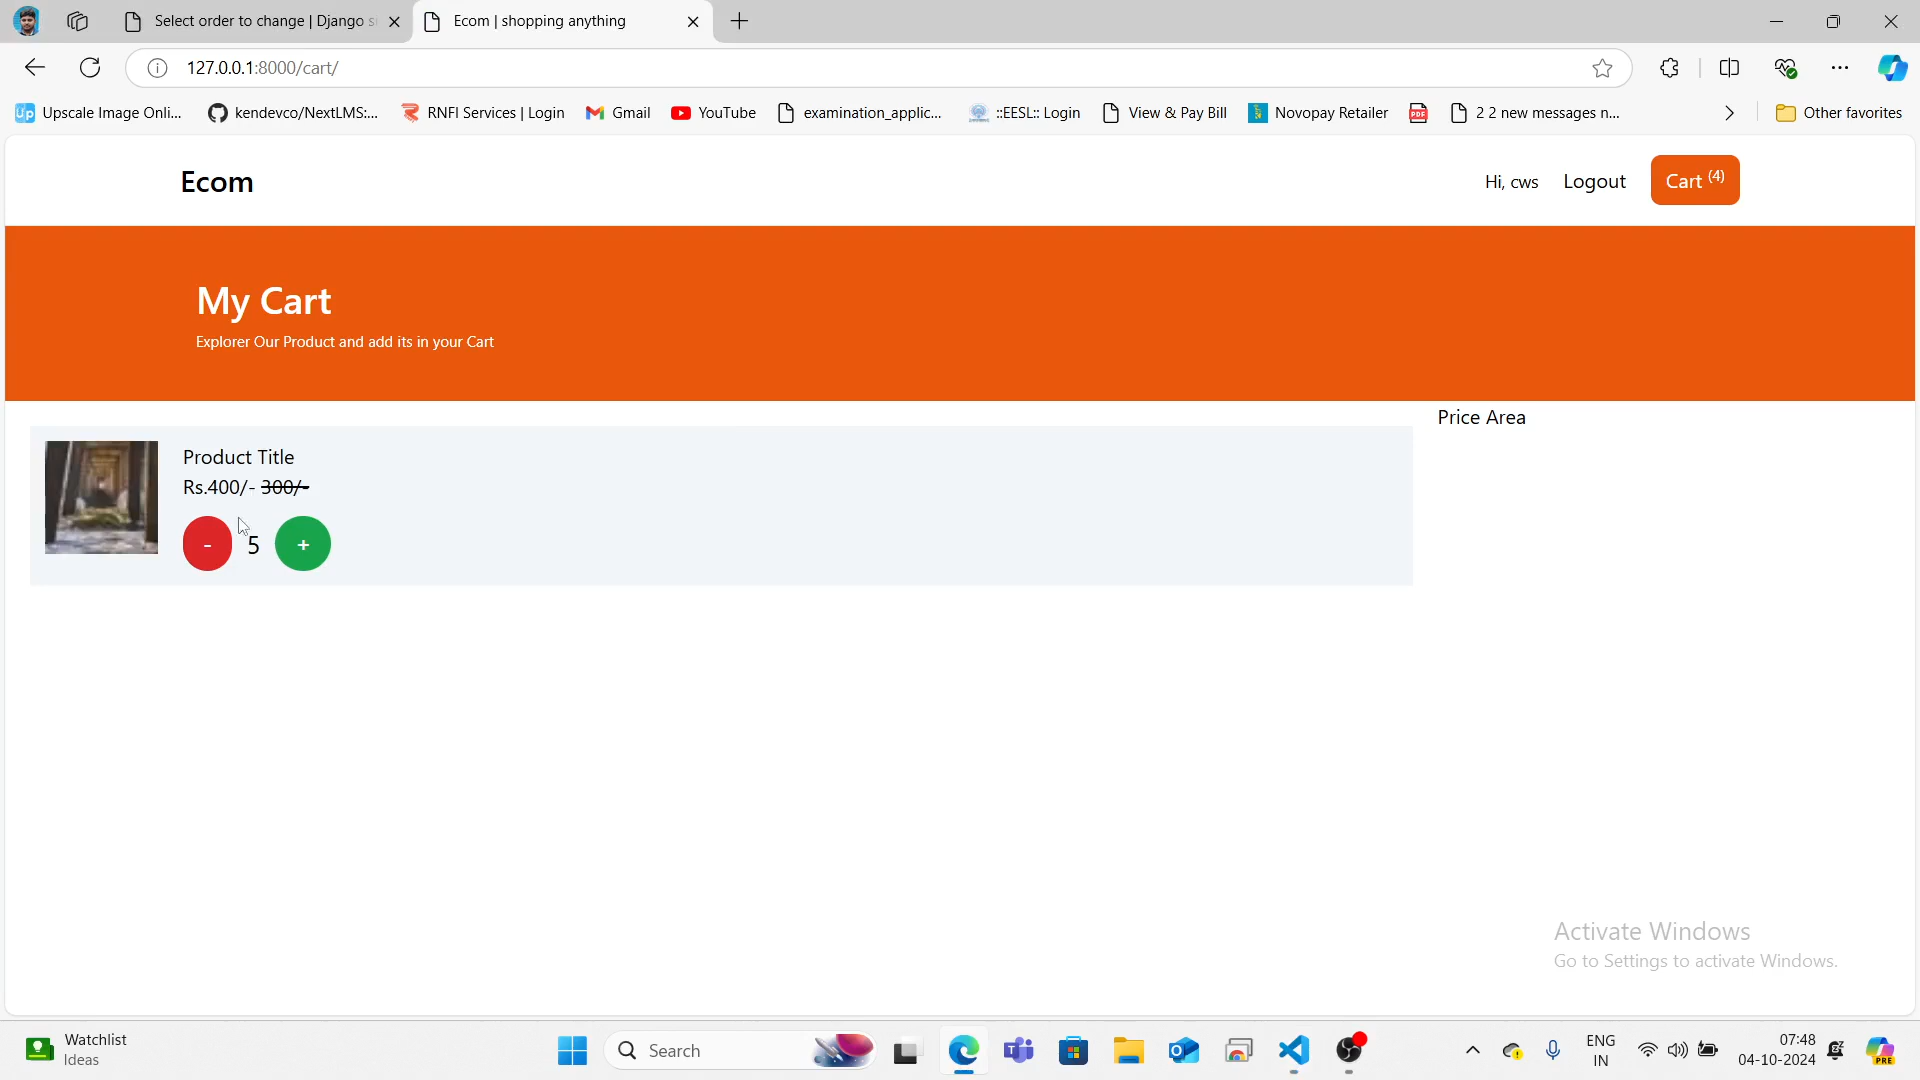 Select order to change | Django s
Ecom | shopping anything
127.0.0.1:8000/cart/
Upscale Image Onli...
kendevco/NextLMS:...
RNFI Services | Login
Gmail
YouTube
examination_applic...
::EESL:: Login
View & Pay Bill
Novopay Retailer
PDF
2 2 new messages n...
Other favorites
Ecom
Hi, cws
Logout
Cart (4)
My Cart
Explorer Our Product and add its in your Cart
Price Area
Product Title
Rs.400/- 300/-
- 5 +
Activate Windows
Go to Settings to activate Windows.
Watchlist
Ideas
Search
ENG
IN
07:48
04-10-2024
PRE